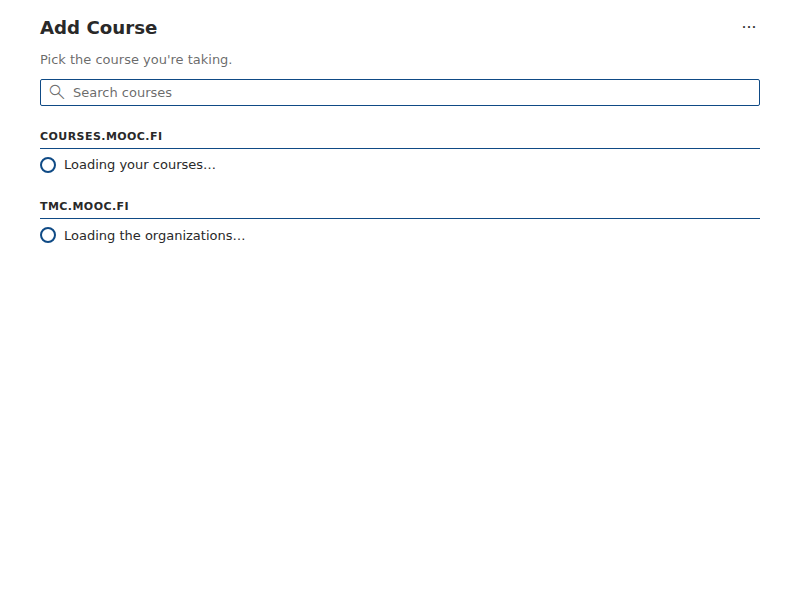 Add Course
Pick the course you're taking.
Search courses
COURSES.MOOC.FI
Loading your courses...
TMC.MOOC.FI
Loading the organizations...